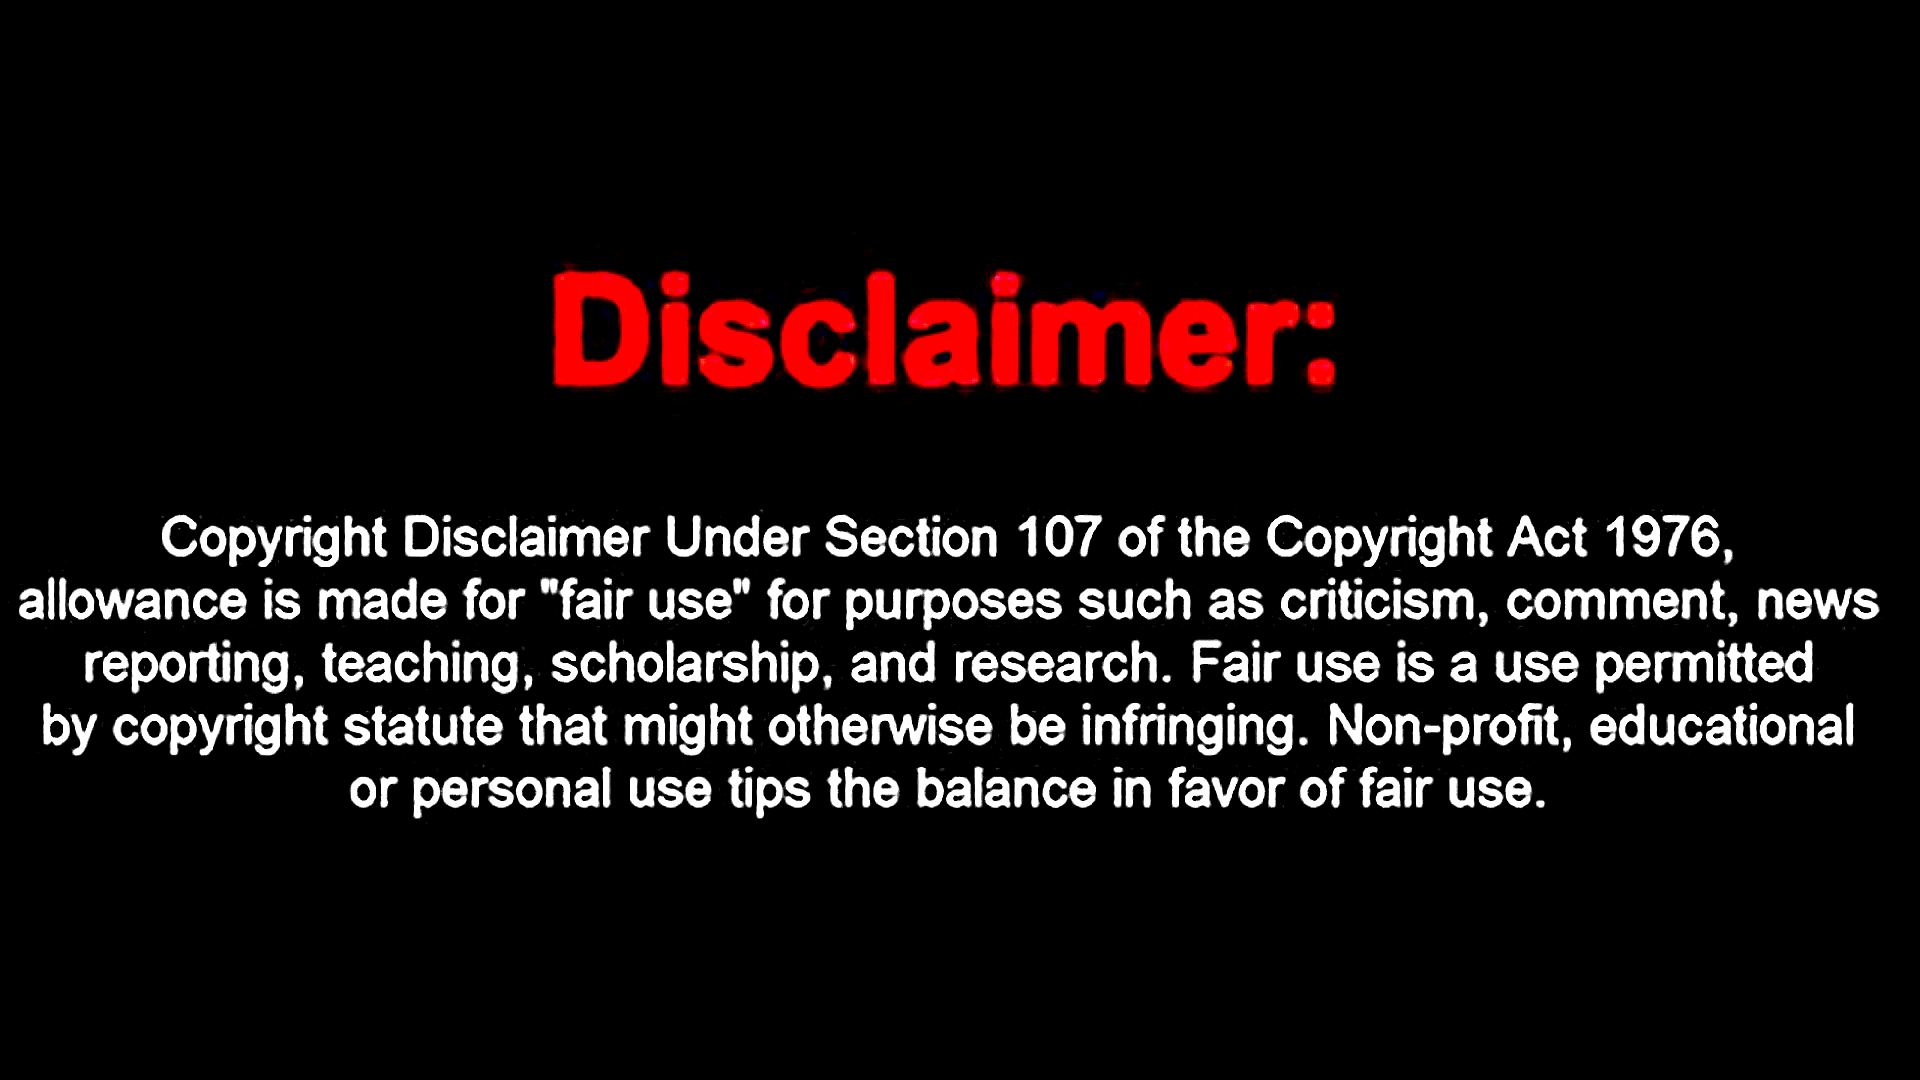 Disclaimer:
Copyright Disclaimer Under Section 107 of the Copyright Act 1976,
allowance is made for "fair use" for purposes such as criticism, comment, news
reporting, teaching, scholarship, and research. Fair use is a use permitted
by copyright statute that might otherwise be infringing. Non-profit, educational
or personal use tips the balance in favor of fair use.